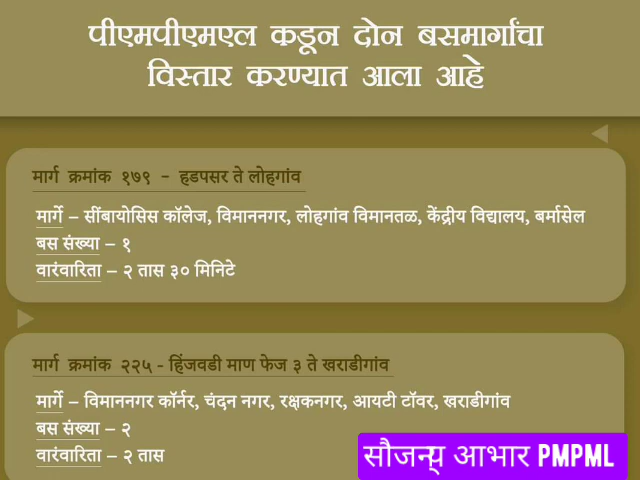 पीएमपीएमएल कडून दोन बसमार्गांचा
विस्तार करण्यात आला आहे
मार्ग क्रमांक १७९ - हडपसर ते लोहगांव
मार्गे – सींबायोसिस कॉलेज, विमाननगर, लोहगांव विमानतळ, केंद्रीय विद्यालय, बर्मासेल
बस संख्या – १
वारंवारिता – २ तास ३० मिनिटे
मार्ग क्रमांक २२५ - हिंजवडी माण फेज ३ ते खराडीगांव
मार्गे – विमाननगर कॉर्नर, चंदन नगर, रक्षकनगर, आयटी टॉवर, खराडीगांव
बस संख्या – २
वारंवारिता – २ तास
सौजन्य् आभार PMPML